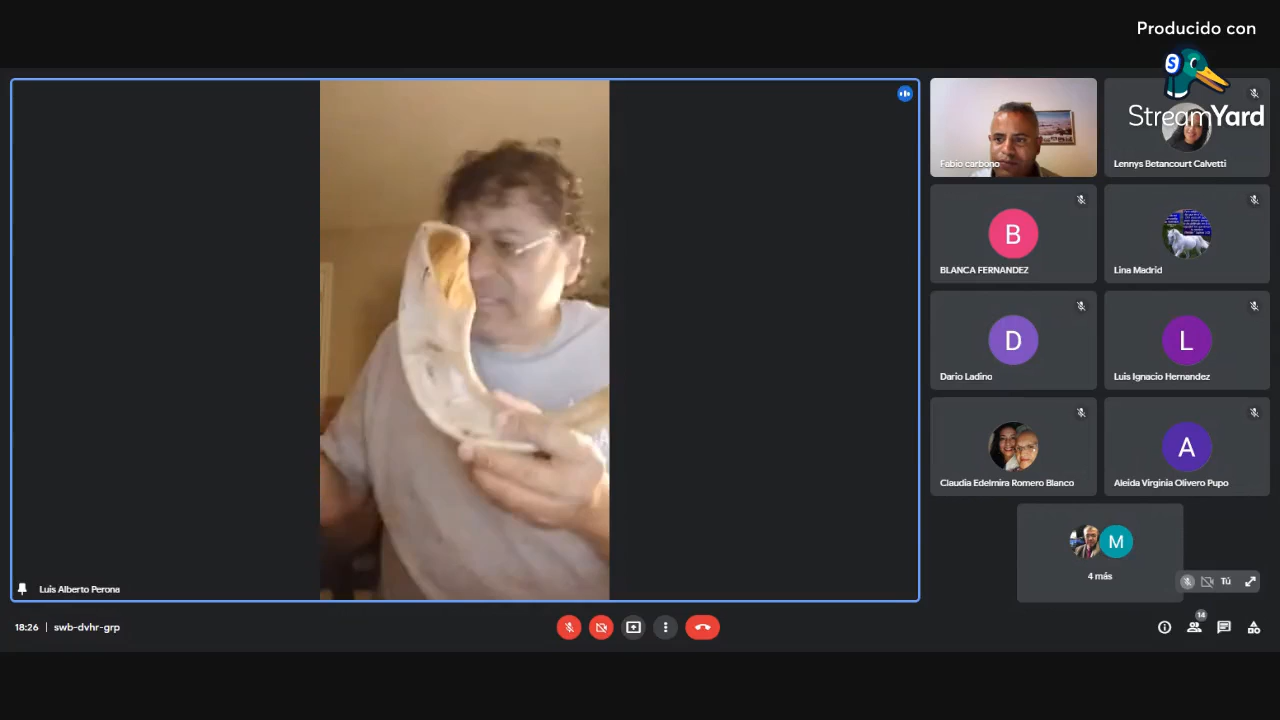 Producido con
StreamYard
Fabio carbono
Lennys Betancourt Calvetti
B
BLANCA FERNANDEZ
Lina Madrid
D
Dario Ladino
L
Luis Ignacio Hernandez
Claudia Edelmira Romero Blanco
A
Aleida Virginia Olivero Pupo
M
4 más
Tú
Luis Alberto Perona
18:26 | swb-dvhr-grp
14